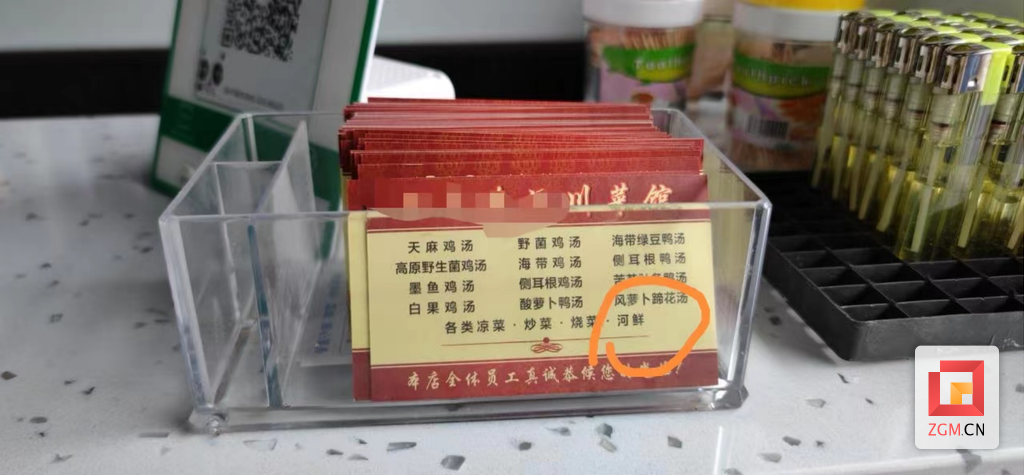 川菜馆
天麻鸡汤 野菌鸡汤 海带绿豆鸭汤
高原野生菌鸡汤 海带鸡汤 侧耳根鸭汤
墨鱼鸡汤 侧耳根鸡汤
白果鸡汤 酸萝卜鸭汤 风萝卜蹄花汤
各类凉菜·炒菜·烧菜·河鲜
本店全体员工真诚恭候您
ZGM.CN